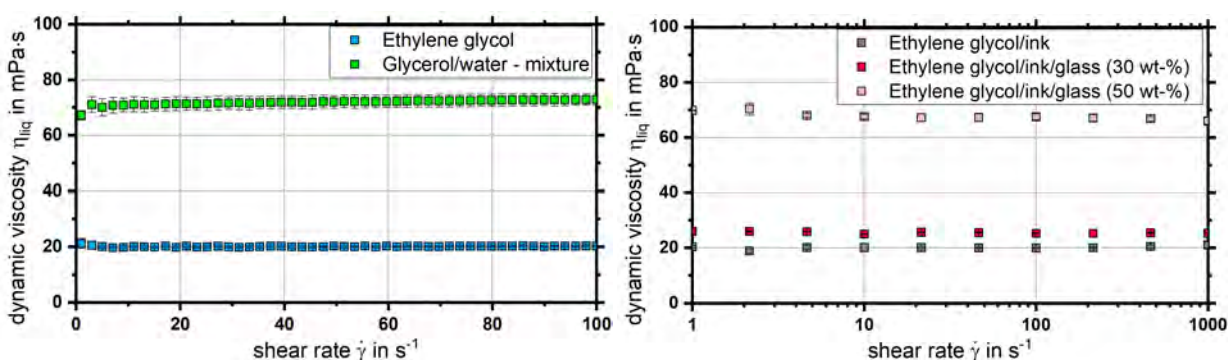 100
80
60
40
20
0
dynamic viscosity η_liq in mPa·s
Ethylene glycol
Glycerol/water - mixture
0 20 40 60 80 100
shear rate γ̇ in s⁻¹
100
80
60
40
20
0
dynamic viscosity η_liq in mPa·s
Ethylene glycol/ink
Ethylene glycol/ink/glass (30 wt-%)
Ethylene glycol/ink/glass (50 wt-%)
1 10 100 1000
shear rate γ̇ in s⁻¹